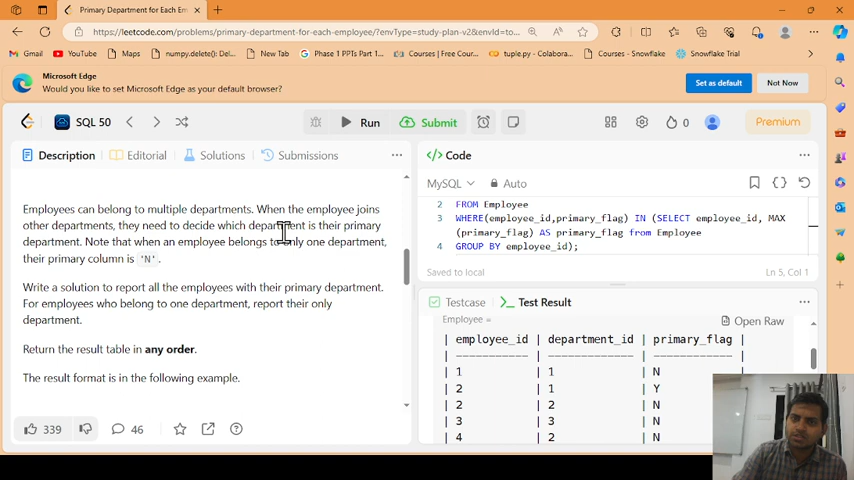 Primary Department for Each Em
https://leetcode.com/problems/primary-department-for-each-employee/?envType=study-plan-v2&envId=to...
Gmail YouTube Maps numpy.delete(): Del... New Tab Phase 1 PPTs Part 1... Courses | Free Cour... tuple.py - Colaborat... Courses - Snowflake Snowflake Trial
Microsoft Edge
Would you like to set Microsoft Edge as your default browser?
Set as default Not Now
SQL 50 Run Submit 0 Premium
Description Editorial Solutions Submissions
</> Code
MySQL Auto
Employees can belong to multiple departments. When the employee joins
other departments, they need to decide which department is their primary
department. Note that when an employee belongs to only one department,
their primary column is 'N'.
Write a solution to report all the employees with their primary department.
For employees who belong to one department, report their only
department.
Return the result table in any order.
The result format is in the following example.
339 46
2 FROM Employee
3 WHERE(employee_id,primary_flag) IN (SELECT employee_id, MAX
(primary_flag) AS primary_flag from Employee
4 GROUP BY employee_id);
Saved to local Ln 5, Col 1
Testcase Test Result
Employee =
Open Raw
| employee_id | department_id | primary_flag |
| ----------- | ------------- | ------------ |
| 1 | 1 | N
| 2 | 1 | Y
| 2 | 2 | N
| 3 | 3 | N
| 4 | 2 | N